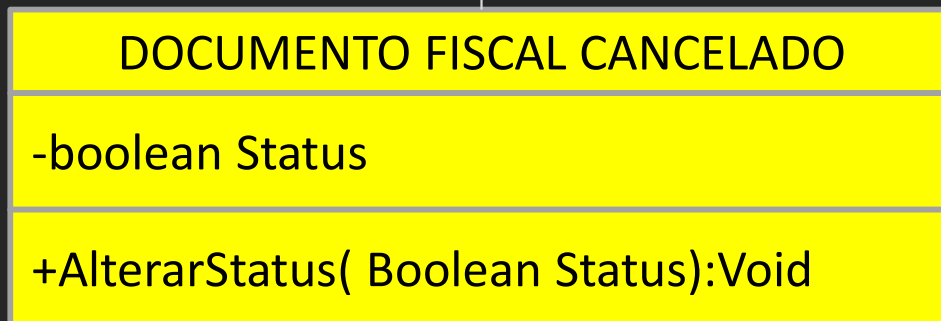 DOCUMENTO FISCAL CANCELADO
-boolean Status
+AlterarStatus( Boolean Status):Void